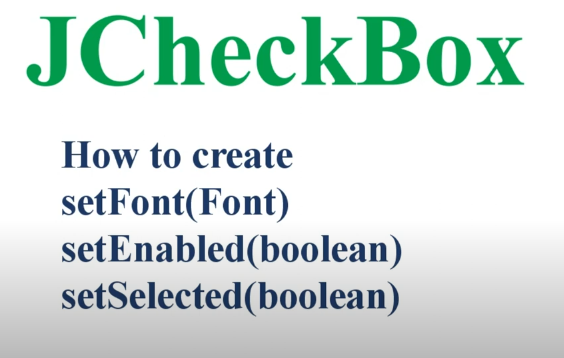 JCheckBox
How to create
setFont(Font)
setEnabled(boolean)
setSelected(boolean)